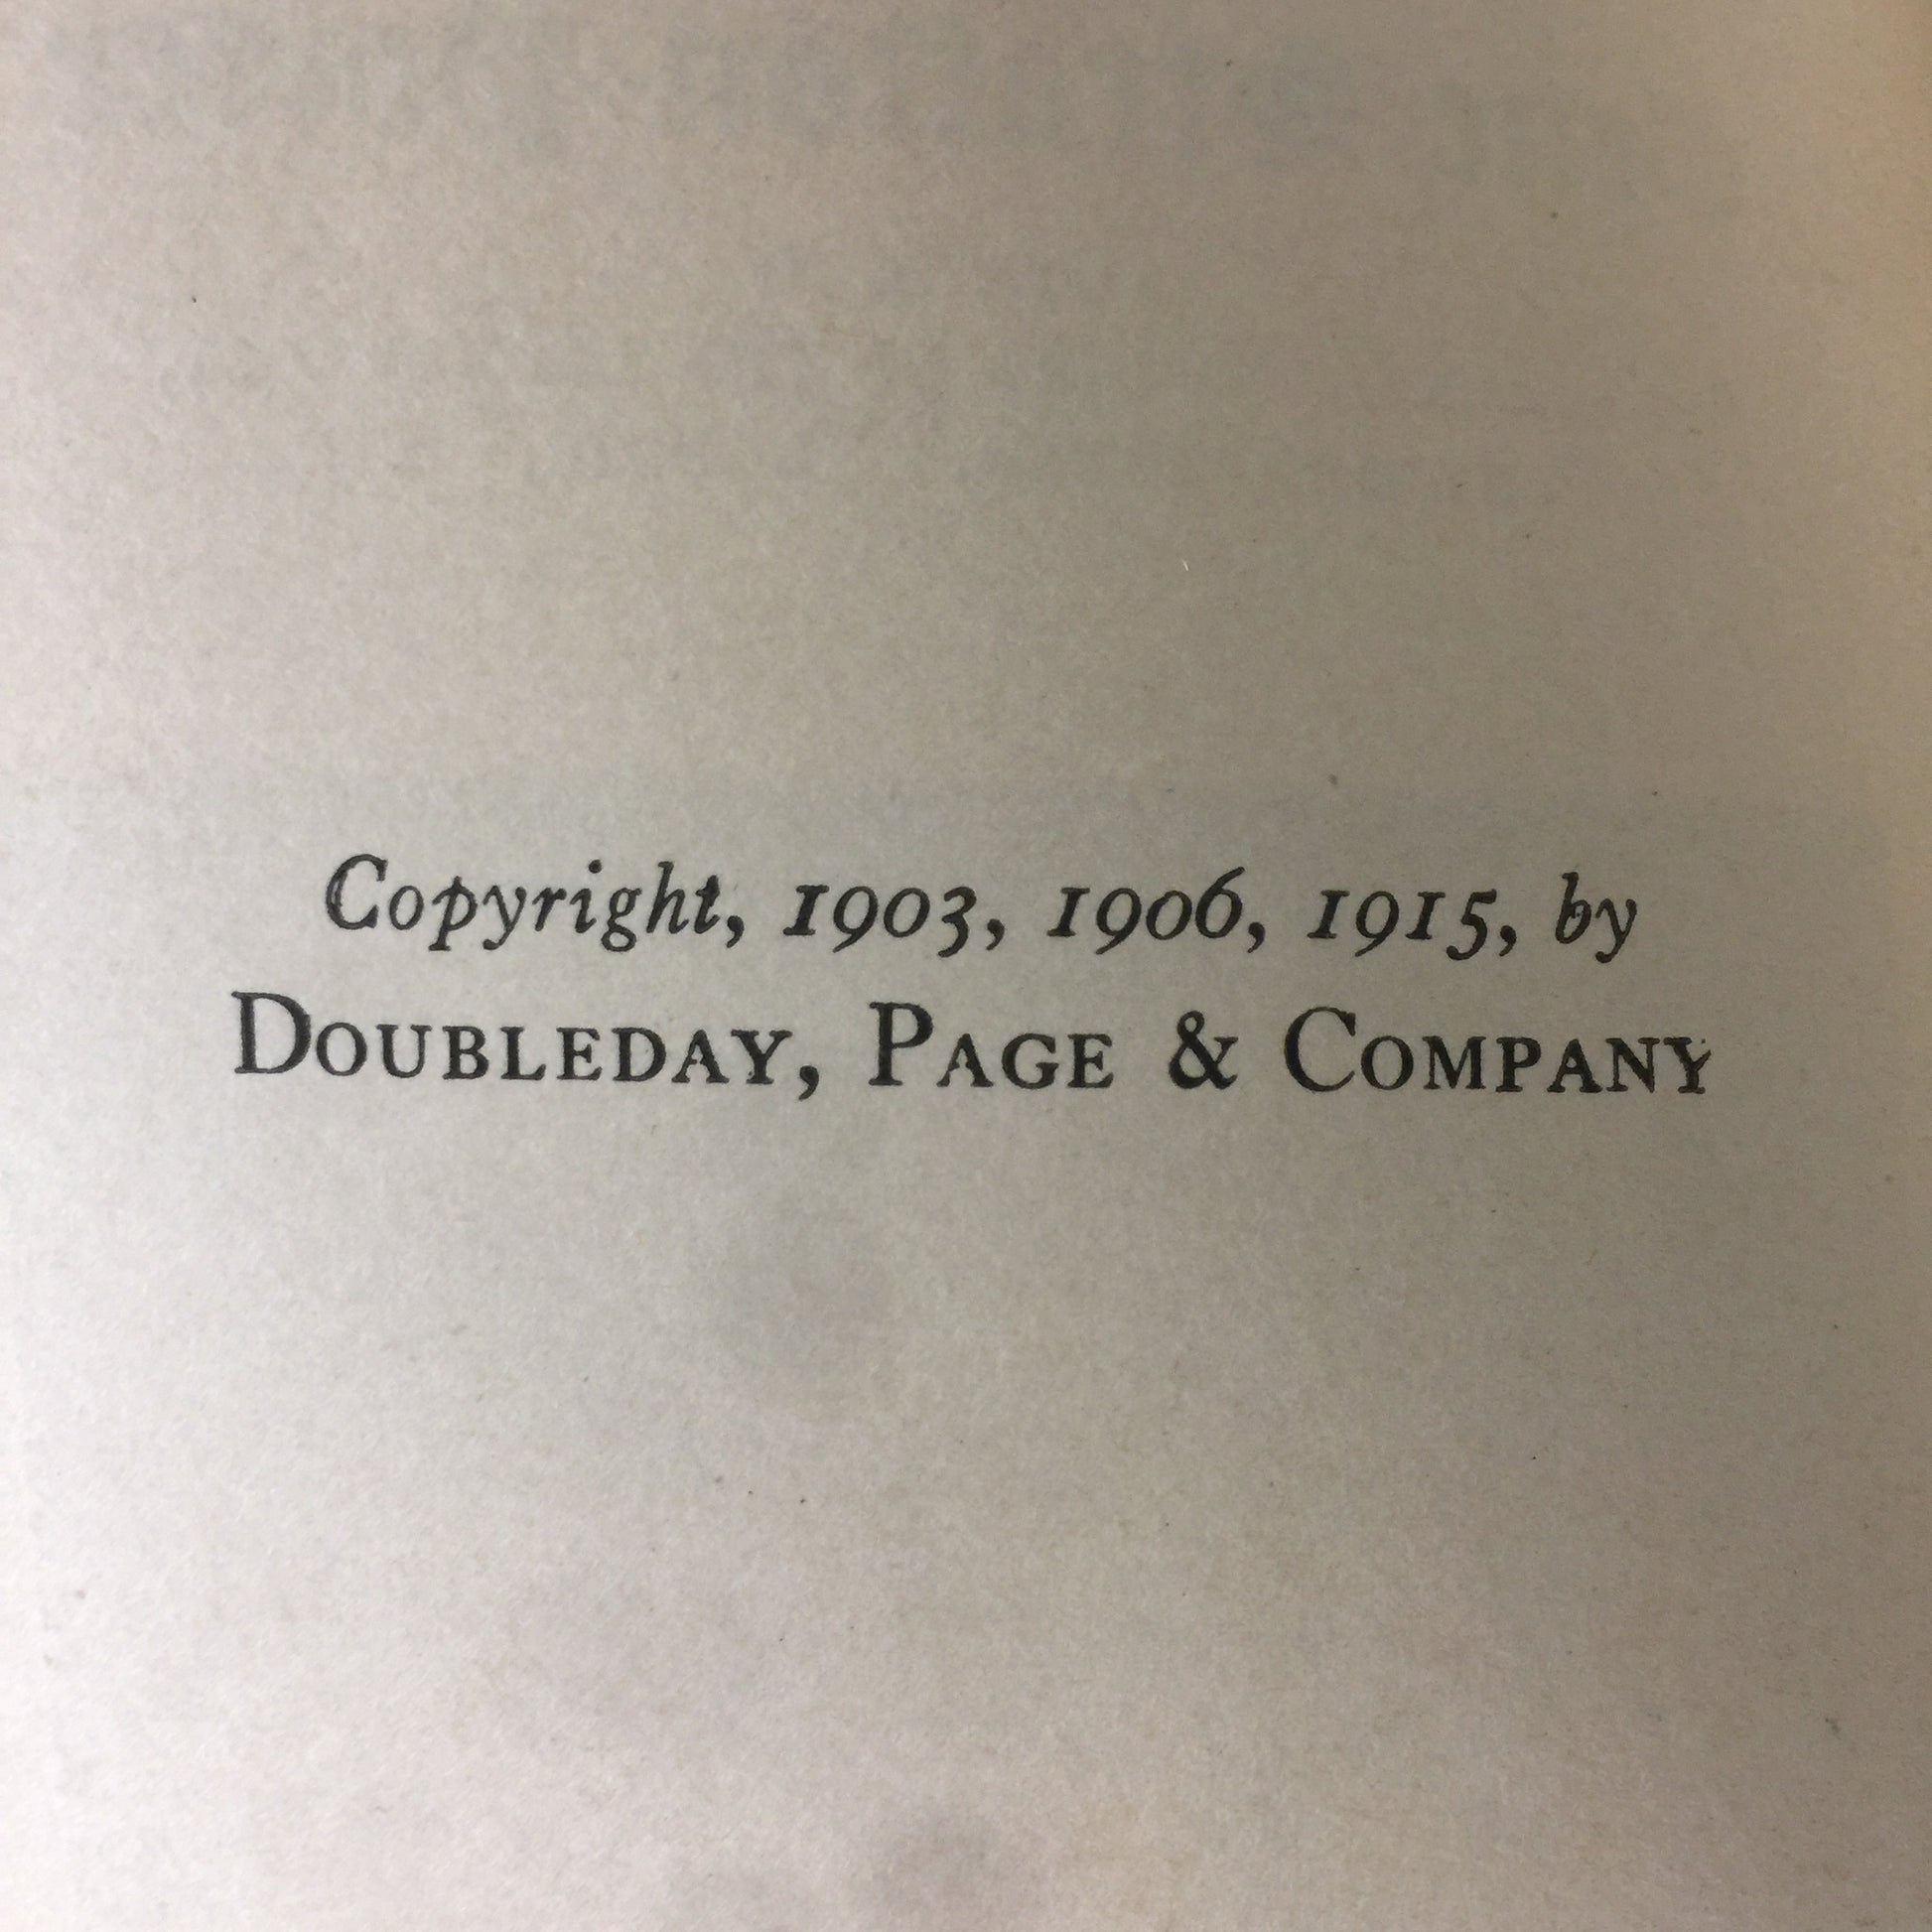 Copyright, 1903, 1906, 1915, by
DOUBLEDAY, PAGE & COMPANY